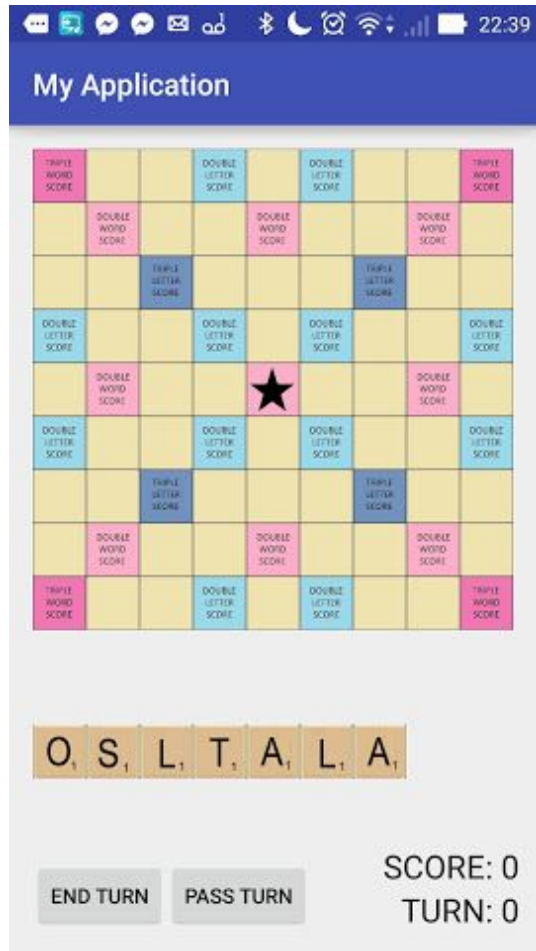 22:39
My Application
TRIPLE WORD SCORE DOUBLE LETTER SCORE DOUBLE LETTER SCORE TRIPLE WORD SCORE
DOUBLE WORD SCORE DOUBLE WORD SCORE DOUBLE WORD SCORE
TRIPLE LETTER SCORE TRIPLE LETTER SCORE
DOUBLE LETTER SCORE DOUBLE LETTER SCORE DOUBLE LETTER SCORE DOUBLE LETTER SCORE
DOUBLE WORD SCORE DOUBLE WORD SCORE
DOUBLE LETTER SCORE DOUBLE LETTER SCORE DOUBLE LETTER SCORE DOUBLE LETTER SCORE
TRIPLE LETTER SCORE TRIPLE LETTER SCORE
DOUBLE WORD SCORE DOUBLE WORD SCORE DOUBLE WORD SCORE
TRIPLE WORD SCORE DOUBLE LETTER SCORE DOUBLE LETTER SCORE TRIPLE WORD SCORE
O1 S1 L1 T1 A1 L1 A1
END TURN PASS TURN SCORE: 0
TURN: 0